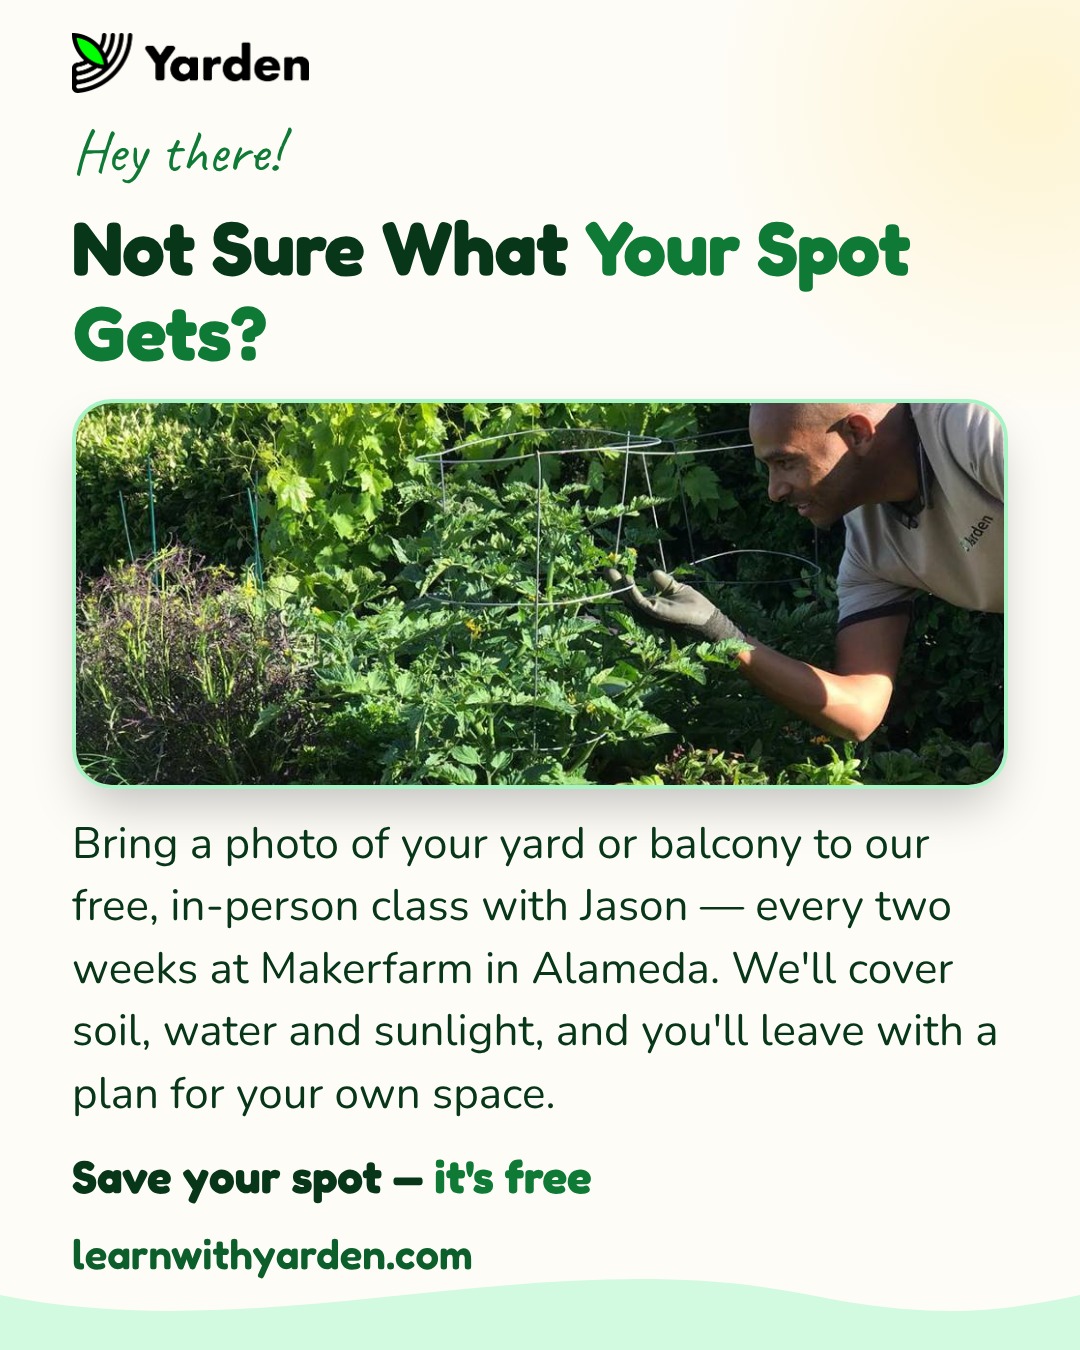 Yarden
Hey there!
Not Sure What Your Spot
Gets?
Yarden
Bring a photo of your yard or balcony to our
free, in-person class with Jason — every two
weeks at Makerfarm in Alameda. We'll cover
soil, water and sunlight, and you'll leave with a
plan for your own space.
Save your spot — it's free
learnwithyarden.com